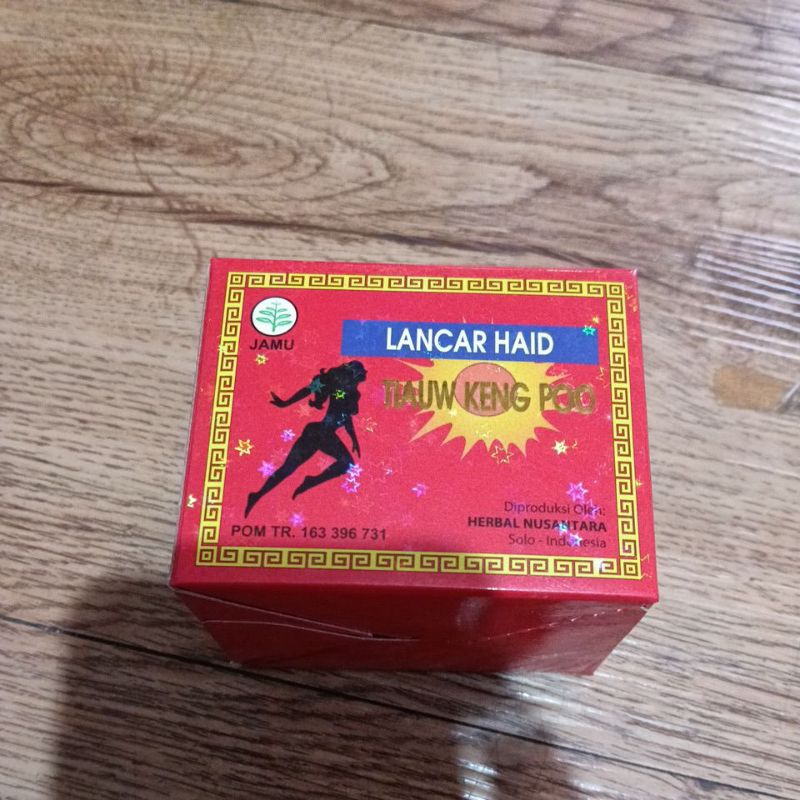 JAMU
LANCAR HAID
TIAUW KENG POO
POM TR. 163 396 731
Diproduksi Oleh:
HERBAL NUSANTARA
Solo - Indonesia